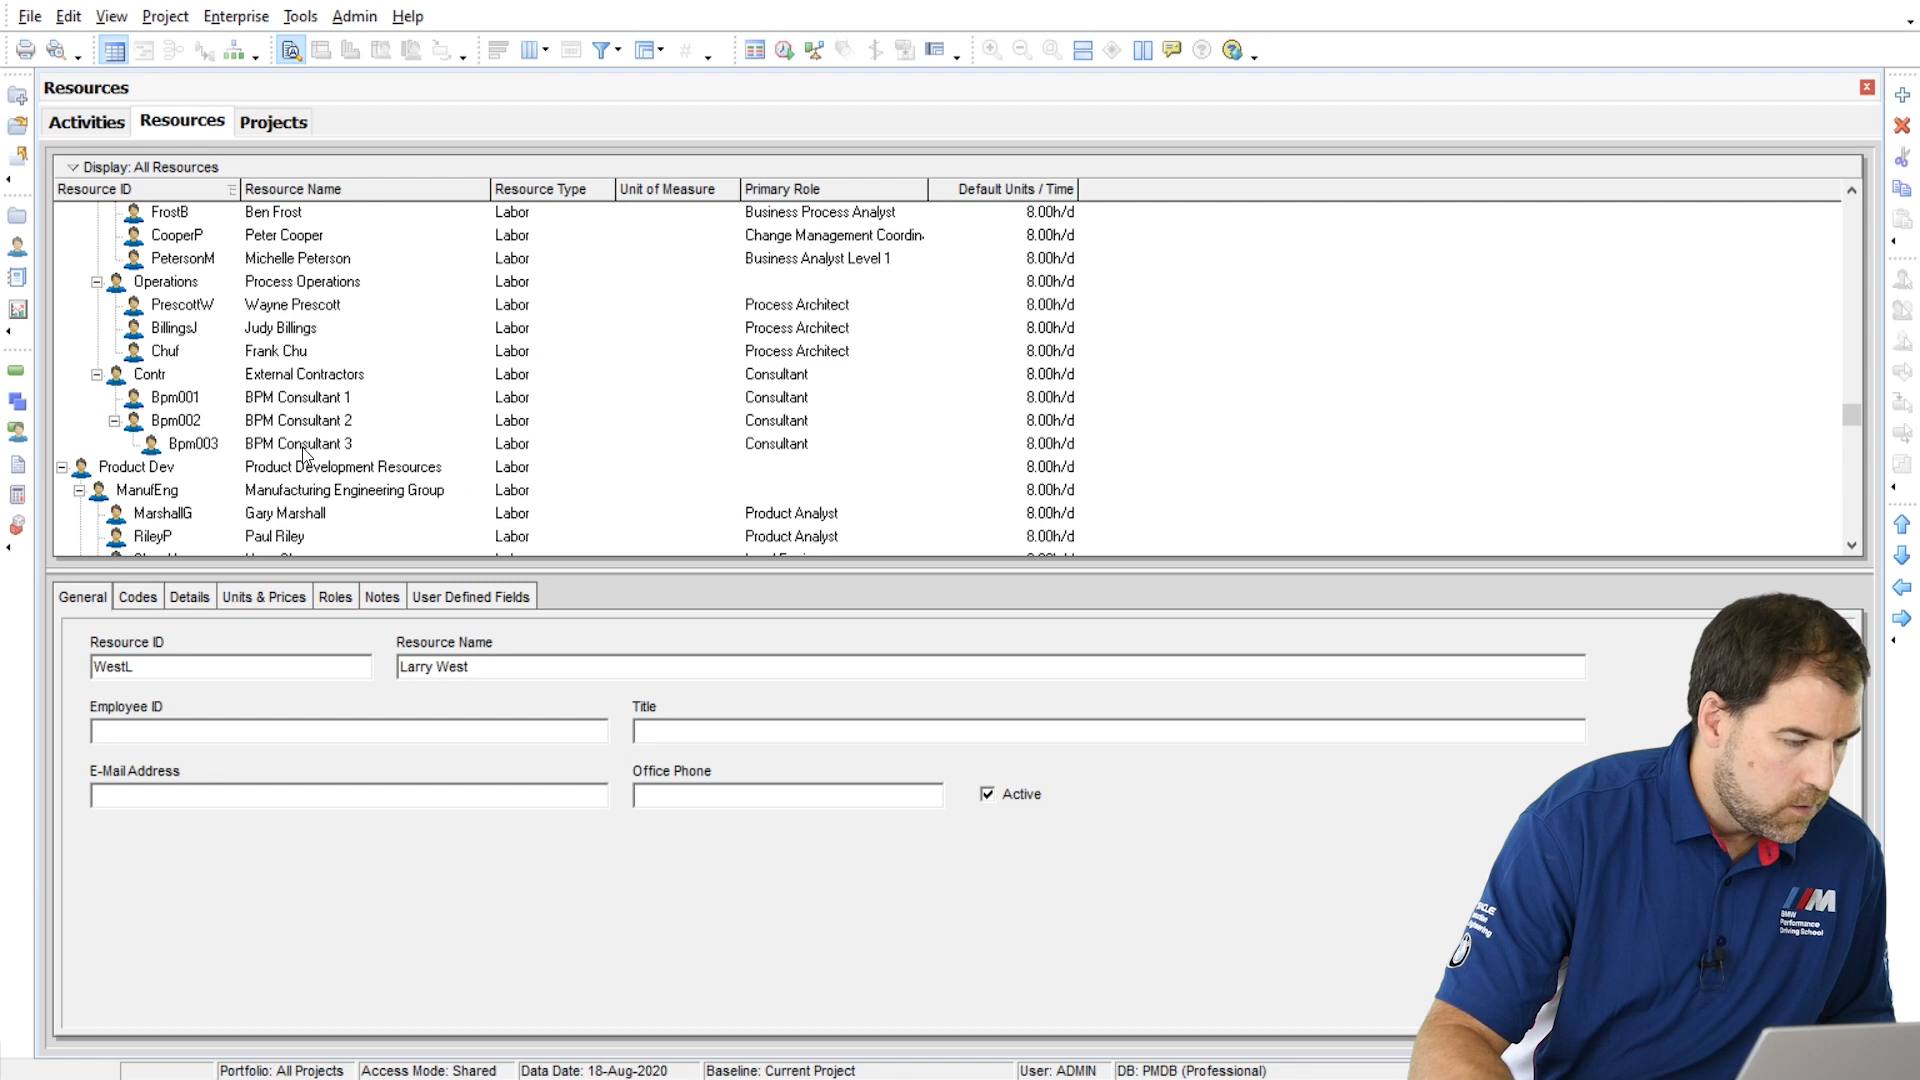 File Edit View Project Enterprise Tools Admin Help
Resources
Activities Resources Projects
Display: All Resources
Resource ID Resource Name Resource Type Unit of Measure Primary Role Default Units / Time
FrostB Ben Frost Labor Business Process Analyst 8.00h/d
CooperP Peter Cooper Labor Change Management Coordin 8.00h/d
PetersonM Michelle Peterson Labor Business Analyst Level 1 8.00h/d
Operations Process Operations Labor 8.00h/d
PrescottW Wayne Prescott Labor Process Architect 8.00h/d
BillingsJ Judy Billings Labor Process Architect 8.00h/d
Chuf Frank Chu Labor Process Architect 8.00h/d
Contr External Contractors Labor Consultant 8.00h/d
Bpm001 BPM Consultant 1 Labor Consultant 8.00h/d
Bpm002 BPM Consultant 2 Labor Consultant 8.00h/d
Bpm003 BPM Consultant 3 Labor Consultant 8.00h/d
Product Dev Product Development Resources Labor 8.00h/d
ManufEng Manufacturing Engineering Group Labor 8.00h/d
MarshallG Gary Marshall Labor Product Analyst 8.00h/d
RileyP Paul Riley Labor Product Analyst 8.00h/d
General Codes Details Units & Prices Roles Notes User Defined Fields
Resource ID Resource Name
WestL Larry West
Employee ID Title
E-Mail Address Office Phone
Active
M
BMW
Performance
Driving School
Portfolio: All Projects Access Mode: Shared Data Date: 18-Aug-2020 Baseline: Current Project User: ADMIN DB: PMDB (Professional)